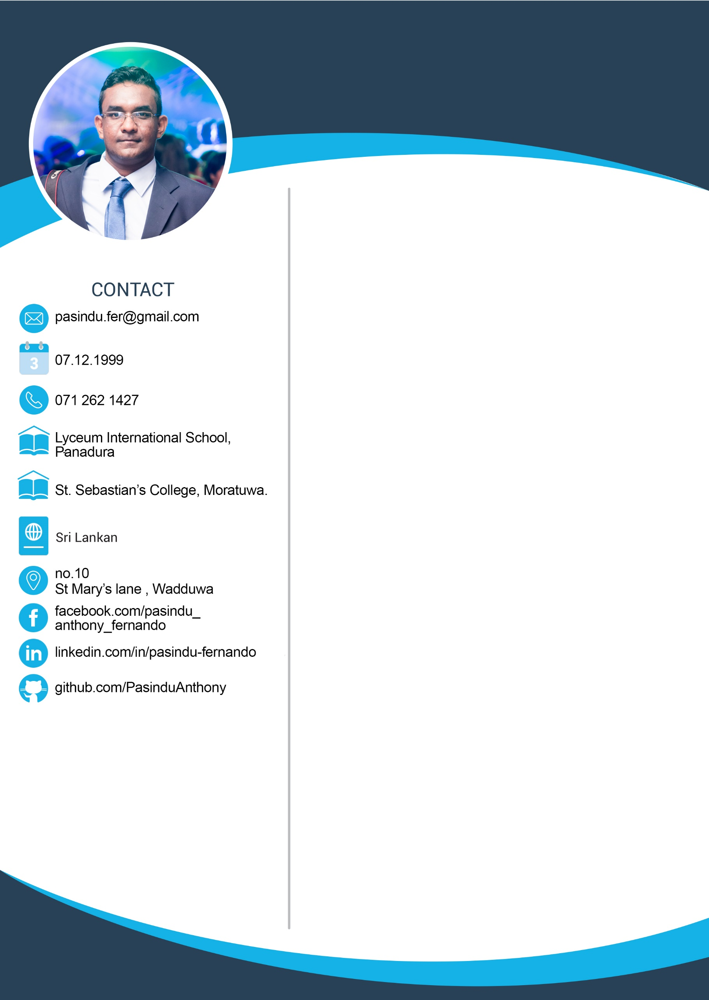 CONTACT
pasindu.fer@gmail.com
3
07.12.1999
071 262 1427
Lyceum International School,
Panadura
St. Sebastian’s College, Moratuwa.
Sri Lankan
no.10
St Mary’s lane , Wadduwa
f
facebook.com/pasindu_
anthony_fernando
in
linkedin.com/in/pasindu-fernando
github.com/PasinduAnthony